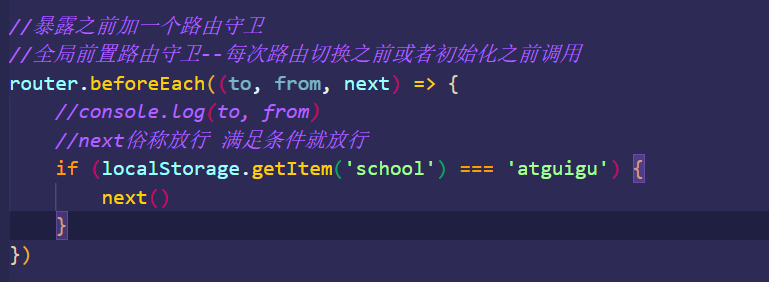 //暴露之前加一个路由守卫
//全局前置路由守卫--每次路由切换之前或者初始化之前调用
router.beforeEach((to, from, next) => {
    //console.log(to, from)
    //next俗称放行 满足条件就放行
    if (localStorage.getItem('school') === 'atguigu') {
        next()
    }
})